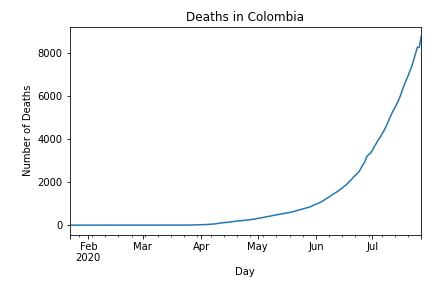 Deaths in Colombia
Number of Deaths
8000
6000
4000
2000
0
Feb
2020
Mar
Apr
May
Jun
Jul
Day